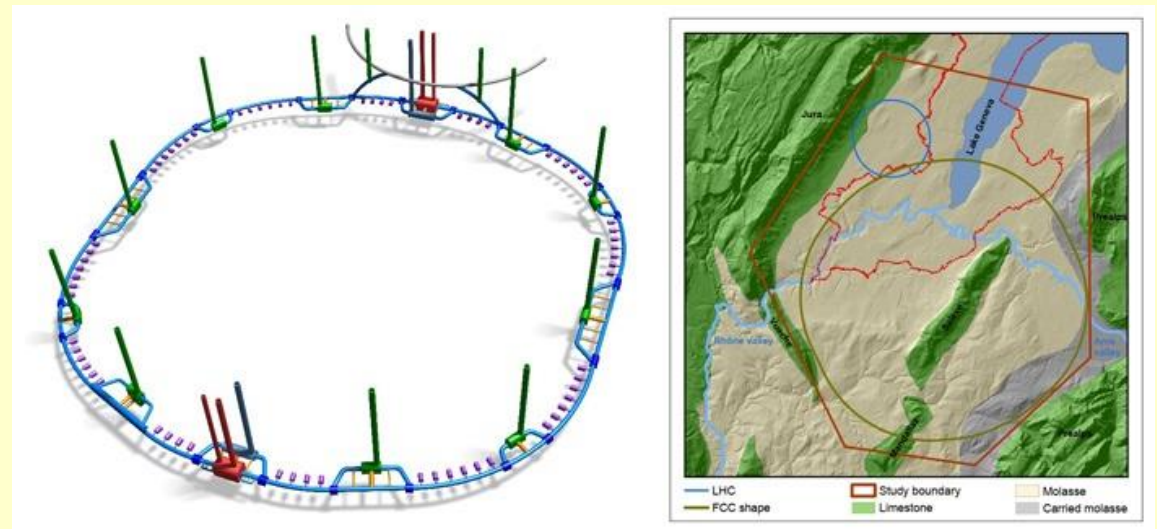 Jura
Lake Geneva
Prealps
Vuache
Rhône valley
Salève
Arve
valley
Mandallaz
Prealps
LHC
Study boundary
Molasse
FCC shape
Limestone
Carried molasse